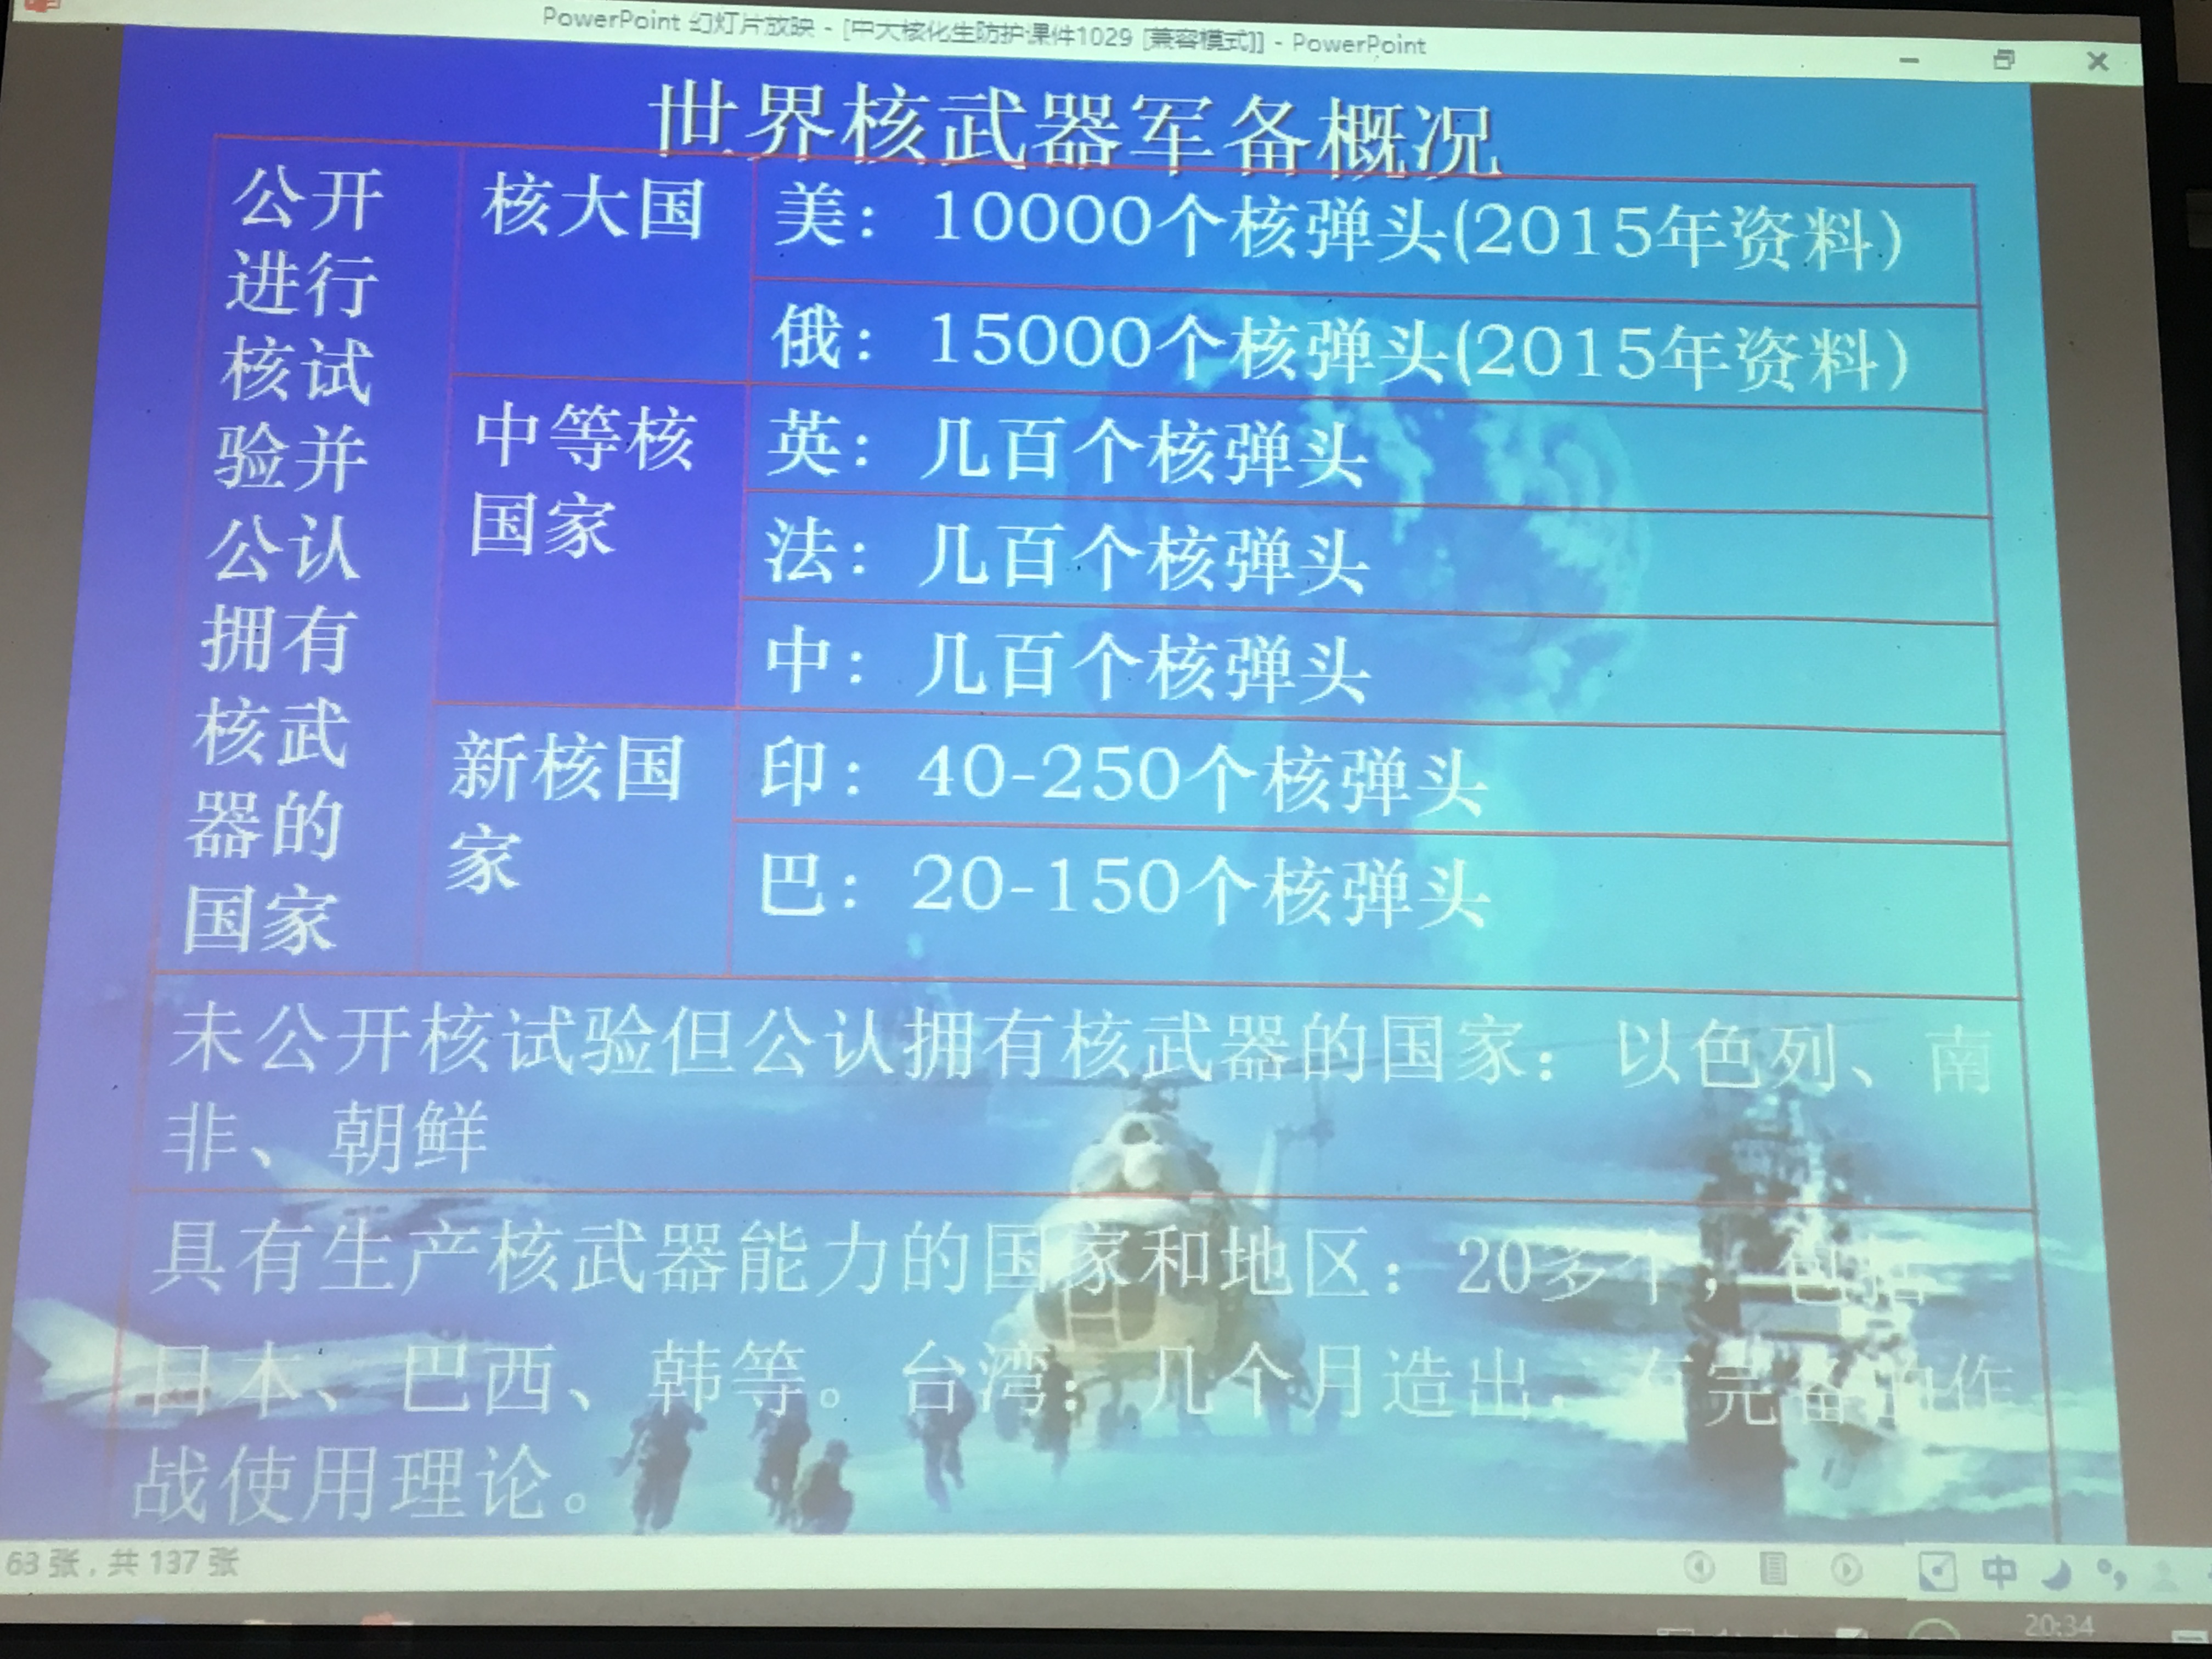 PowerPoint 幻灯片放映 - [中大核化生防护课件1029 [兼容模式]] - PowerPoint
世界核武器军备概况
公开
进行
核试
验并
公认
拥有
核武
器的
国家
核大国
美：10000个核弹头(2015年资料)
俄：15000个核弹头(2015年资料)
中等核
国家
英：几百个核弹头
法：几百个核弹头
中：几百个核弹头
新核国
家
印：40-250个核弹头
巴：20-150个核弹头
未公开核试验但公认拥有核武器的国家：以色列、南
非、朝鲜
具有生产核武器能力的国家和地区：20多个，包括
日本、巴西、韩等。台湾：几个月造出，有完备的作
战使用理论。
63 张，共 137 张
中
20:34